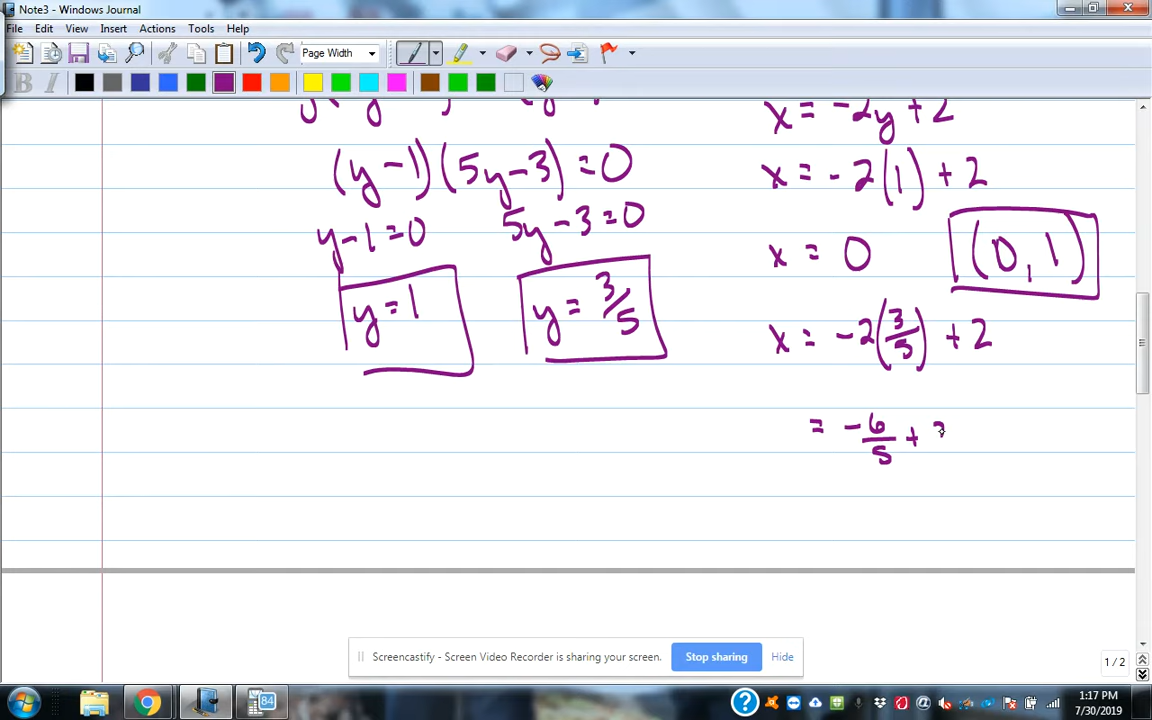 Note3 - Windows Journal
File Edit View Insert Actions Tools Help
Page Width
B I
x = -2y + 2
(y - 1)(5y - 3) = 0
x = -2(1) + 2
y - 1 = 0 5y - 3 = 0
x = 0 (0, 1)
y = 1 y = 3/5
x = -2(3/5) + 2
= -6/5 +
Screencastify - Screen Video Recorder is sharing your screen. Stop sharing Hide
1 / 2
84
1:17 PM
7/30/2019